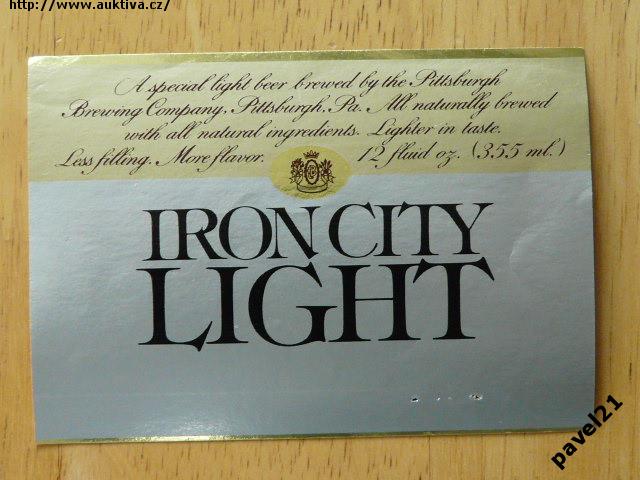 http://www.auktiva.cz/
A special light beer brewed by the Pittsburgh
Brewing Company, Pittsburgh, Pa. All naturally brewed
with all natural ingredients. Lighter in taste.
Less filling. More flavor. 12 fluid oz. (355 ml.)
IRON CITY
LIGHT
pavel21